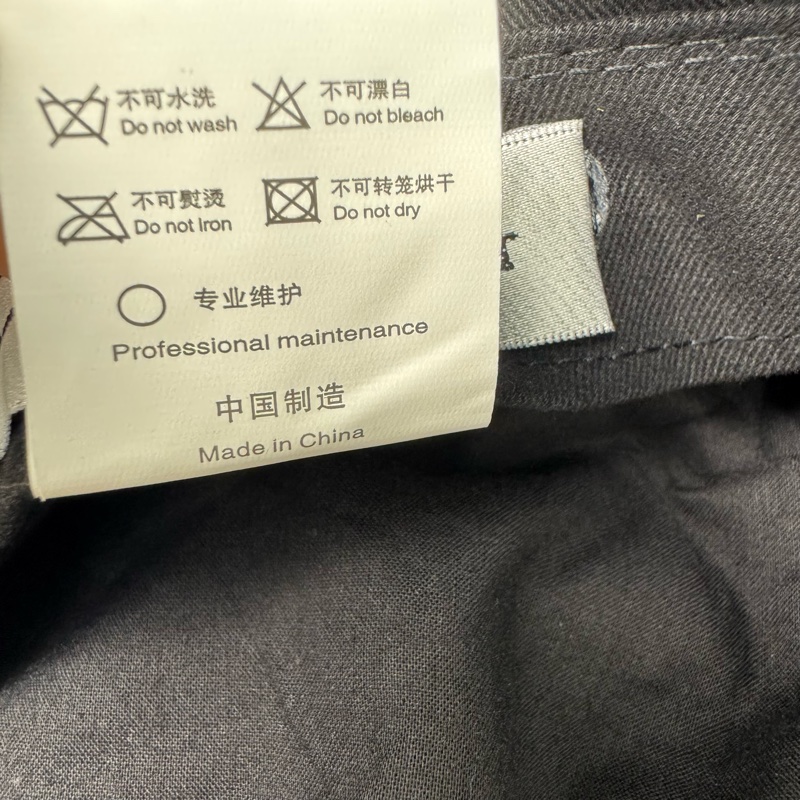 不可水洗 不可漂白
Do not wash Do not bleach
不可熨烫 不可转笼烘干
Do not Iron Do not dry
专业维护
Professional maintenance
中国制造
Made in China